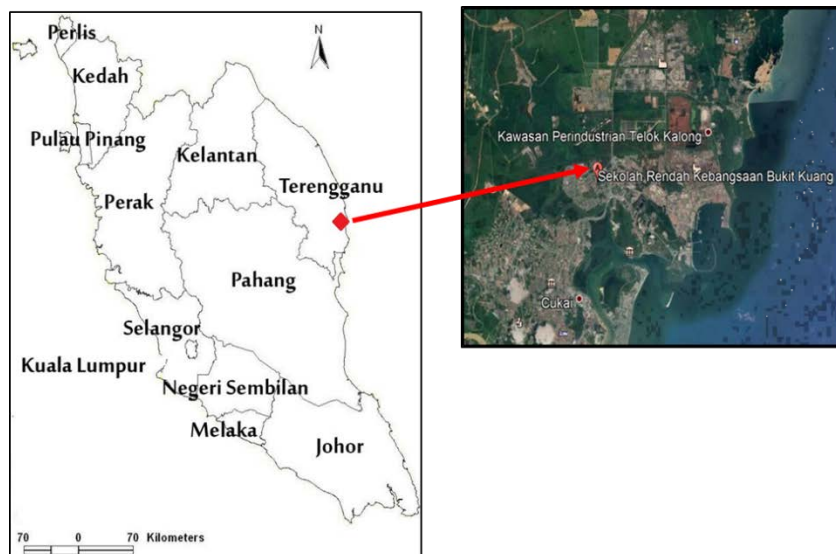 Perlis
Kedah
Pulau Pinang
Perak
Kelantan
Terengganu
Pahang
Selangor
Kuala Lumpur
Negeri Sembilan
Melaka
Johor
N
70 0 70 Kilometers
Kawasan Perindustrian Telok Kalong
Sekolah Rendah Kebangsaan Bukit Kuang
Cukai